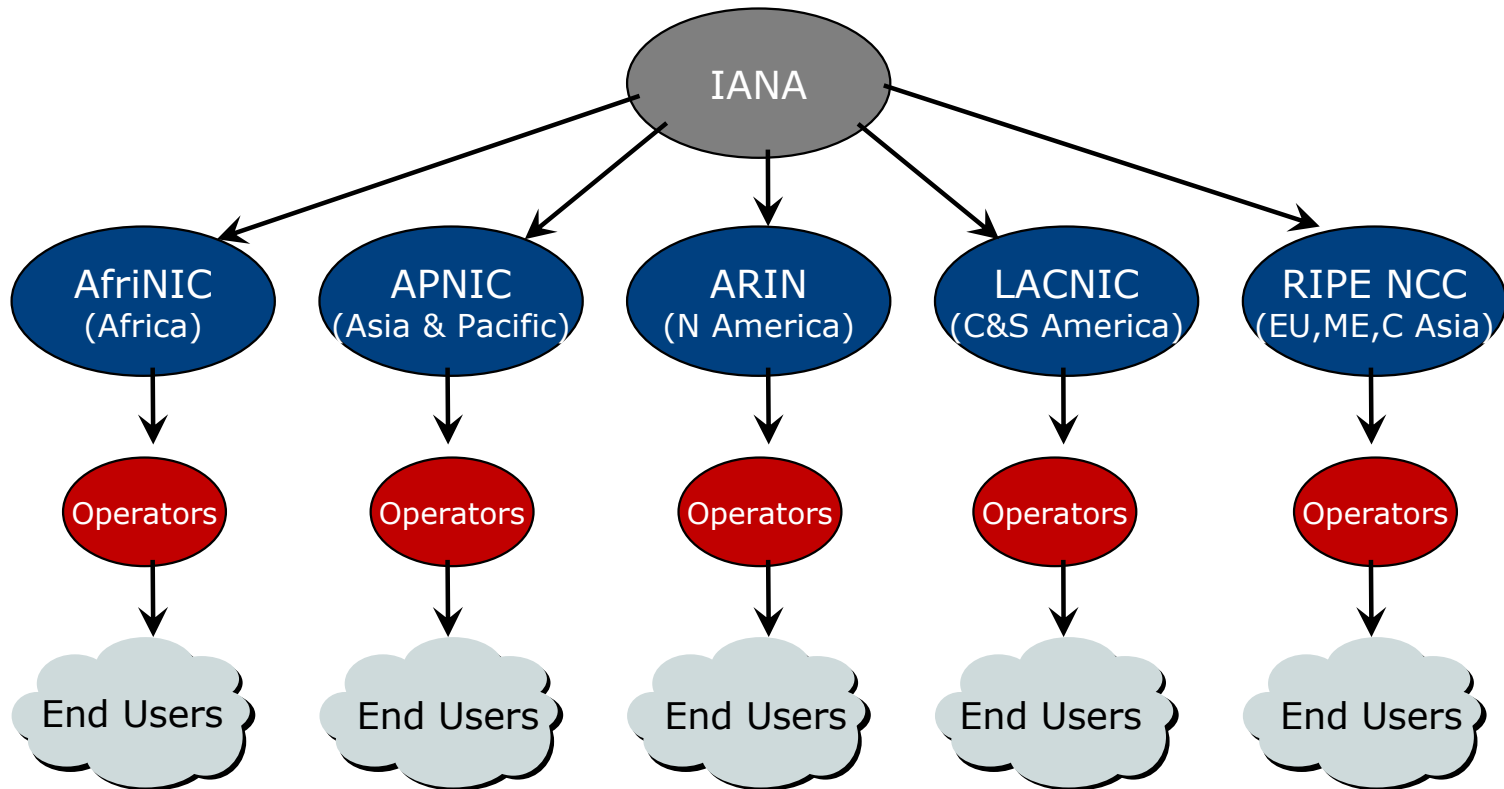 IANA
AfriNIC
(Africa)
APNIC
(Asia & Pacific)
ARIN
(N America)
LACNIC
(C&S America)
RIPE NCC
(EU,ME,C Asia)
Operators
Operators
Operators
Operators
Operators
End Users
End Users
End Users
End Users
End Users